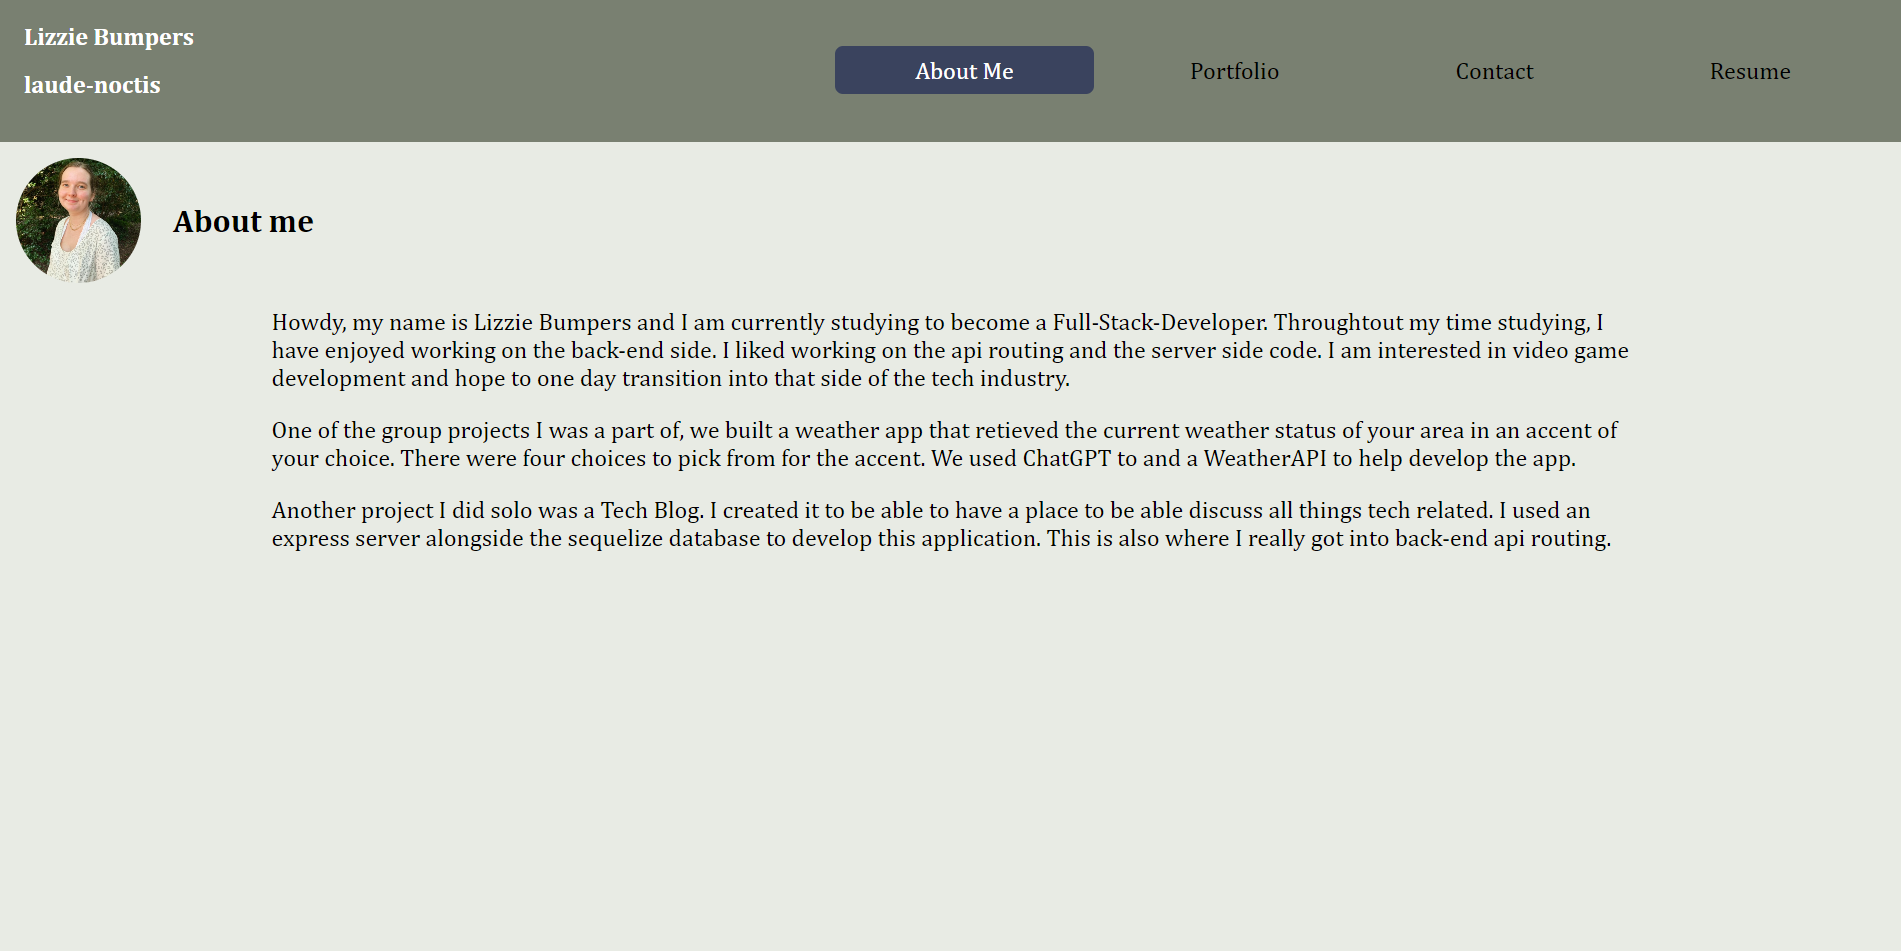 Lizzie Bumpers
laude-noctis
About Me
Portfolio
Contact
Resume
About me
Howdy, my name is Lizzie Bumpers and I am currently studying to become a Full-Stack-Developer. Throughtout my time studying, I
have enjoyed working on the back-end side. I liked working on the api routing and the server side code. I am interested in video game
development and hope to one day transition into that side of the tech industry.
One of the group projects I was a part of, we built a weather app that retieved the current weather status of your area in an accent of
your choice. There were four choices to pick from for the accent. We used ChatGPT to and a WeatherAPI to help develop the app.
Another project I did solo was a Tech Blog. I created it to be able to have a place to be able discuss all things tech related. I used an
express server alongside the sequelize database to develop this application. This is also where I really got into back-end api routing.